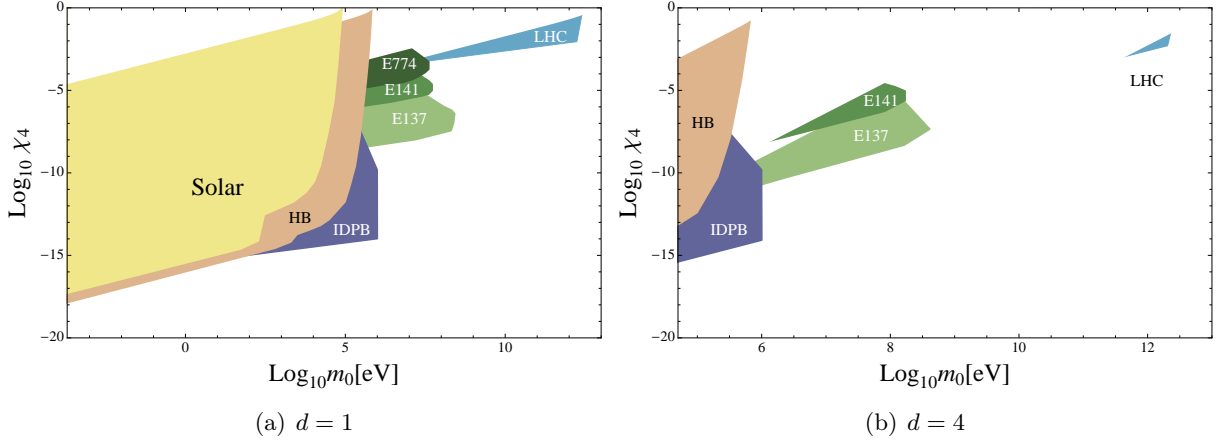 0
-5
-10
-15
-20
Log10 χ4
0
5
10
Log10m0[eV]
Solar
HB
IDPB
E774
E141
E137
LHC
(a) d = 1
0
-5
-10
-15
-20
Log10 χ4
6
8
10
12
Log10m0[eV]
HB
IDPB
E141
E137
LHC
(b) d = 4